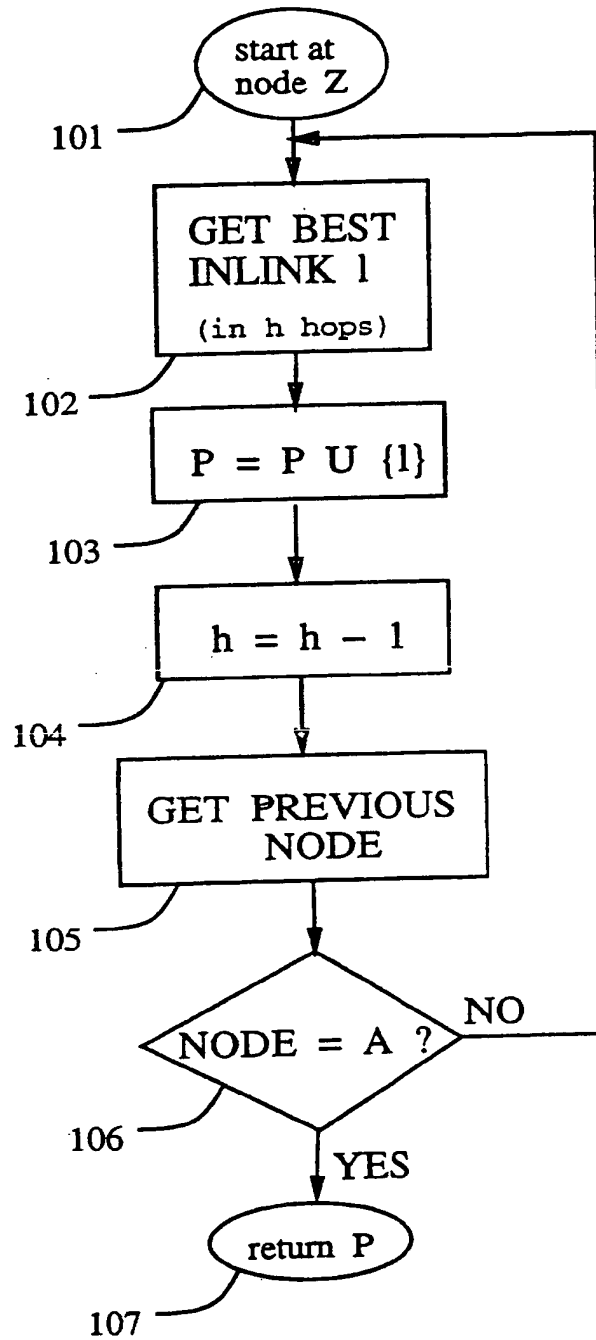 start at
node Z
101
GET BEST
INLINK l
(in h hops)
102
P = P U {l}
103
h = h - 1
104
GET PREVIOUS
NODE
105
NODE = A ?
NO
106
YES
return P
107